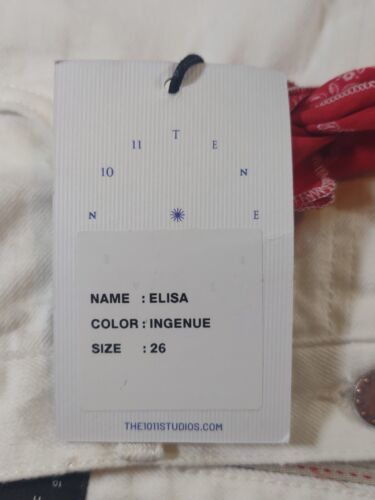 T
11 E
10 N
N E
NAME : ELISA
COLOR : INGENUE
SIZE : 26
THE1011STUDIOS.COM